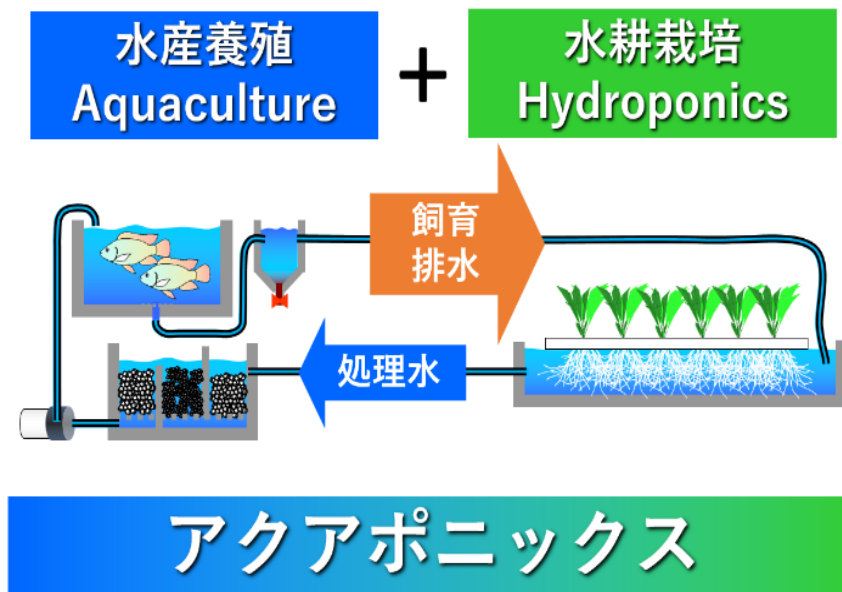 水産養殖
Aquaculture
+
水耕栽培
Hydroponics
飼育
排水
処理水
アクアポニックス